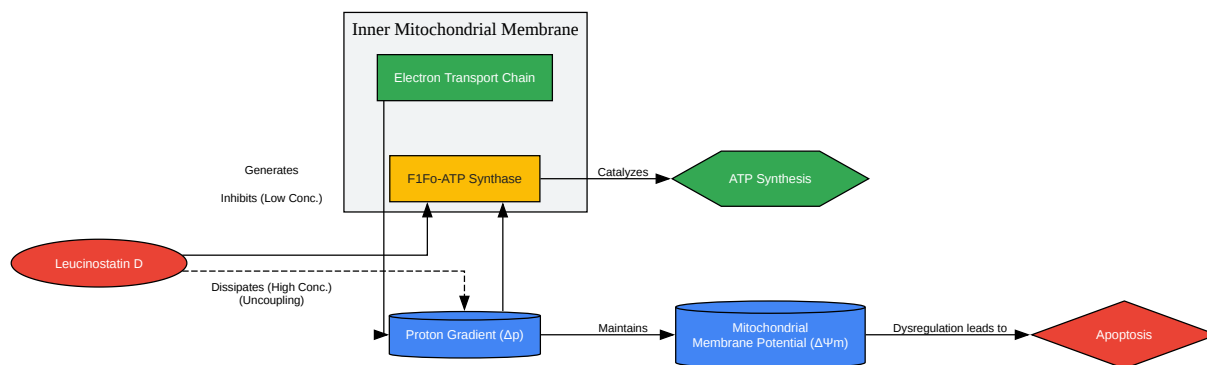 Inner Mitochondrial Membrane
Electron Transport Chain
Generates
Inhibits (Low Conc.)
F1Fo-ATP Synthase
Catalyzes
ATP Synthesis
Leucinostatin D
Dissipates (High Conc.)
(Uncoupling)
Proton Gradient (Δp)
Maintains
Mitochondrial
Membrane Potential (ΔΨm)
Dysregulation leads to
Apoptosis